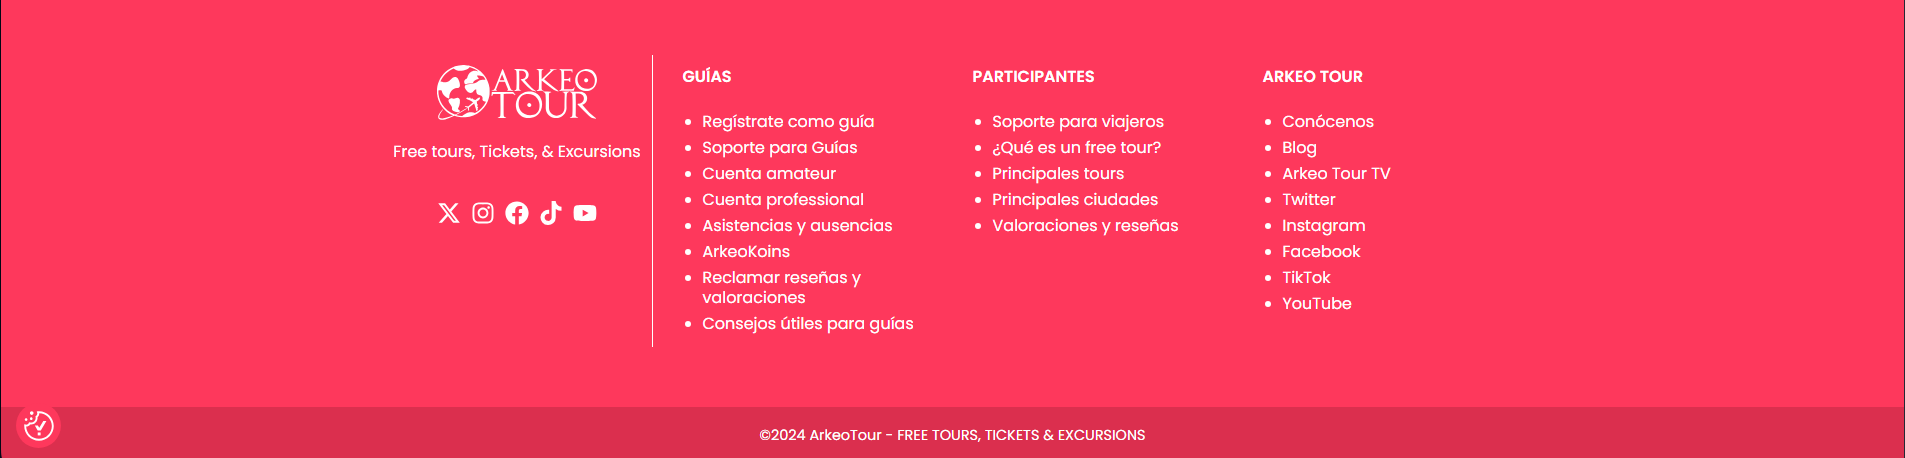 ARKEO
TOUR
Free tours, Tickets, & Excursions
GUÍAS
Regístrate como guía
Soporte para Guías
Cuenta amateur
Cuenta professional
Asistencias y ausencias
ArkeoKoins
Reclamar reseñas y
valoraciones
Consejos útiles para guías
PARTICIPANTES
Soporte para viajeros
¿Qué es un free tour?
Principales tours
Principales ciudades
Valoraciones y reseñas
ARKEO TOUR
Conócenos
Blog
Arkeo Tour TV
Twitter
Instagram
Facebook
TikTok
YouTube
©2024 ArkeoTour - FREE TOURS, TICKETS & EXCURSIONS